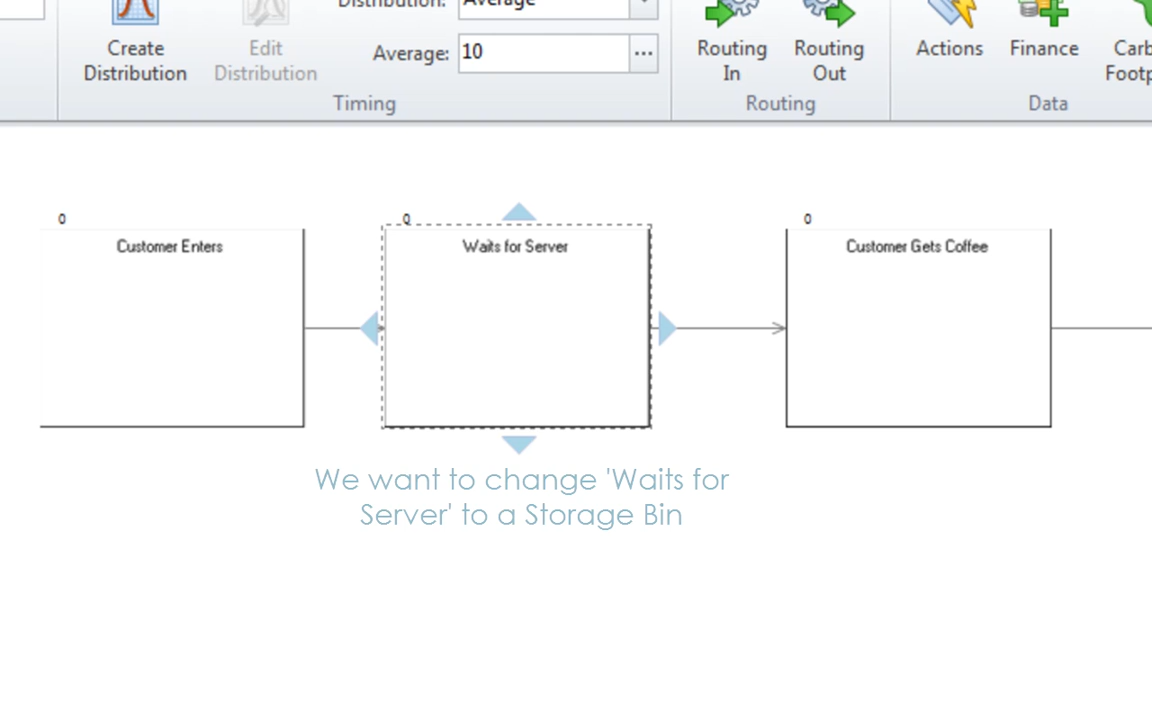 Distribution: Average
Create
Distribution
Edit
Distribution
Average: 10 ...
Timing
Routing
In
Routing
Out
Routing
Actions
Finance
Data
0
Customer Enters
0
Waits for Server
0
Customer Gets Coffee
We want to change 'Waits for
Server' to a Storage Bin